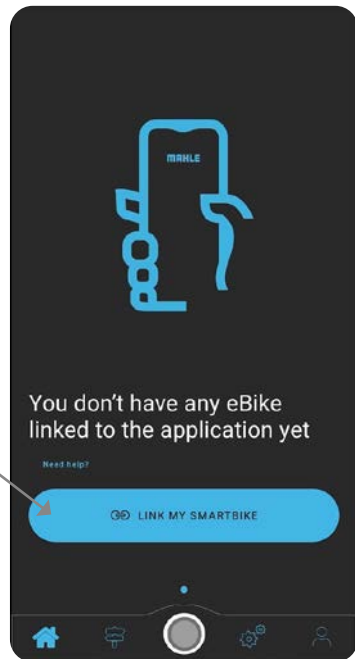 MAHLE
You don't have any eBike
linked to the application yet
Need help?
LINK MY SMARTBIKE